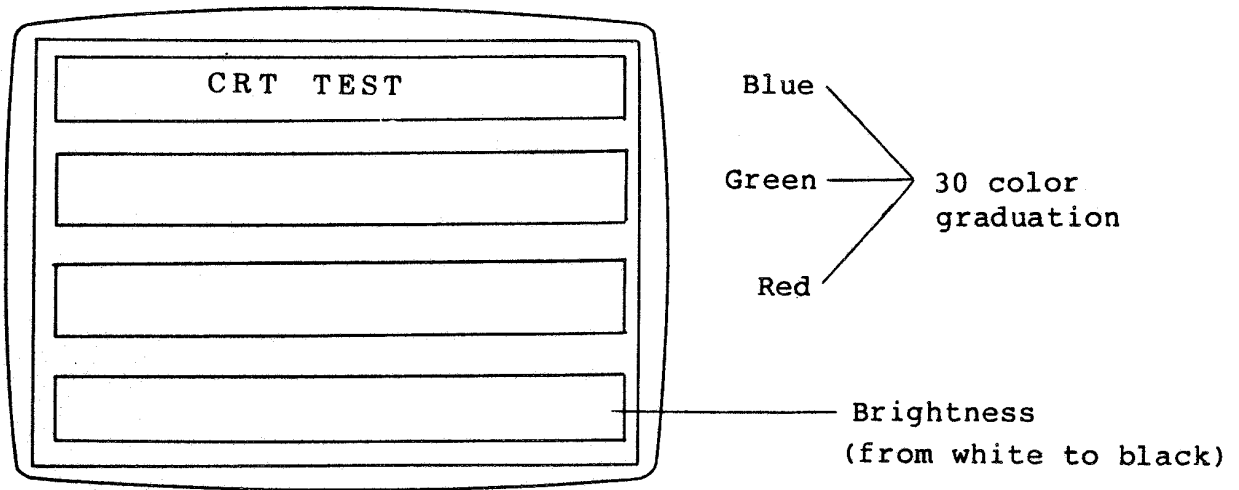 CRT TEST
Blue
Green
30 color
graduation
Red
Brightness
(from white to black)